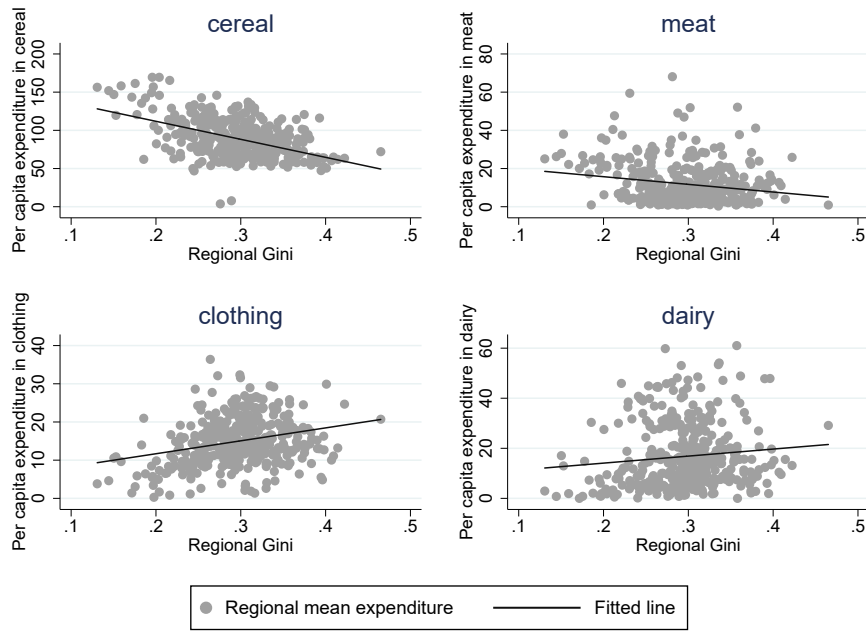 cereal
Per capita expenditure in cereal
0
50
100
150
200
.1
.2
.3
.4
.5
Regional Gini
meat
Per capita expenditure in meat
0
20
40
60
80
.1
.2
.3
.4
.5
Regional Gini
clothing
Per capita expenditure in clothing
0
10
20
30
40
.1
.2
.3
.4
.5
Regional Gini
dairy
Per capita expenditure in dairy
0
20
40
60
.1
.2
.3
.4
.5
Regional Gini
Regional mean expenditure
Fitted line